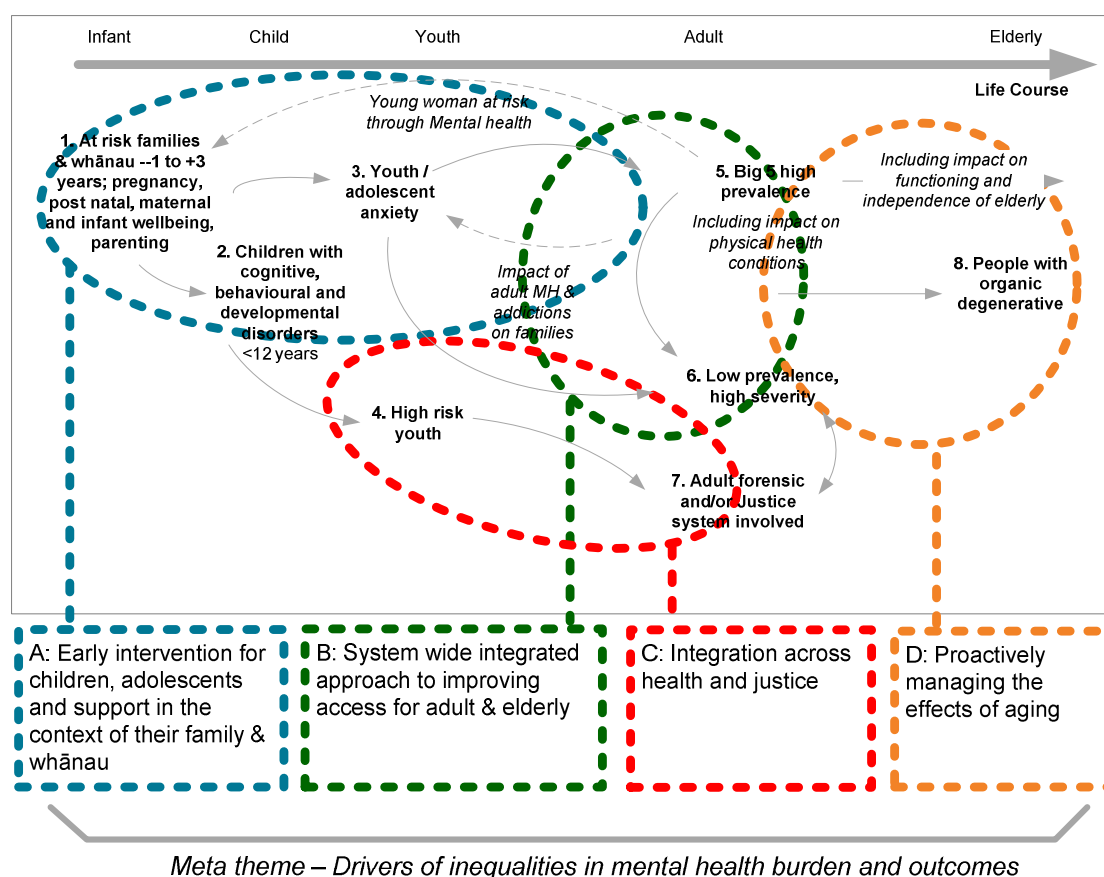 Infant
Child
Youth
Adult
Elderly
Life Course
Young woman at risk
through Mental health
1. At risk families
& whānau --1 to +3
years; pregnancy,
post natal, maternal
and infant wellbeing,
parenting
3. Youth /
adolescent
anxiety
5. Big 5 high
prevalence
Including impact on
functioning and
independence of elderly
Including impact on
physical health
conditions
2. Children with
cognitive,
behavioural and
developmental
disorders
<12 years
Impact of
adult MH &
addictions
on families
8. People with
organic
degenerative
6. Low prevalence,
high severity
4. High risk
youth
7. Adult forensic
and/or Justice
system involved
A: Early intervention for
children, adolescents
and support in the
context of their family &
whānau
B: System wide integrated
approach to improving
access for adult & elderly
C: Integration across
health and justice
D: Proactively
managing the
effects of aging
Meta theme – Drivers of inequalities in mental health burden and outcomes